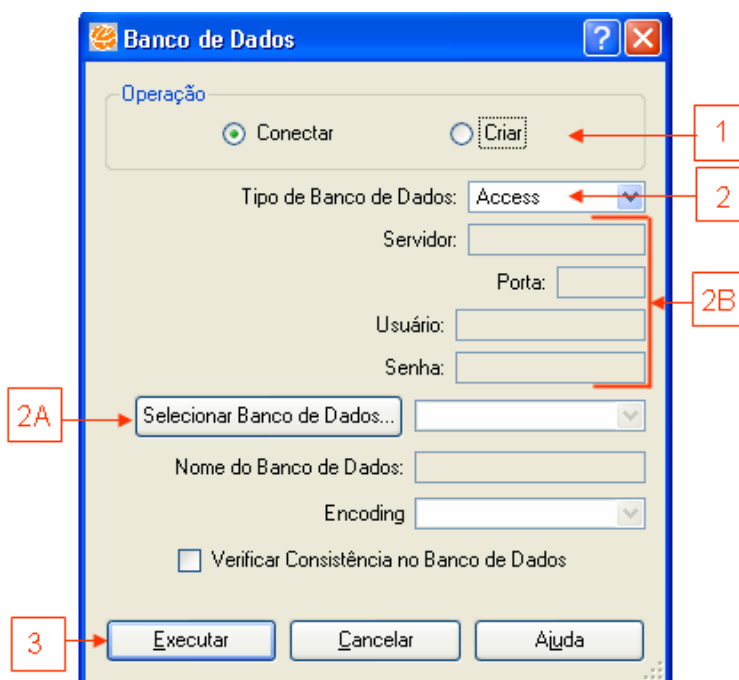 Banco de Dados
Operação
Conectar Criar 1
Tipo de Banco de Dados: Access 2
Servidor:
Porta:
2B
Usuário:
Senha:
2A Selecionar Banco de Dados...
Nome do Banco de Dados:
Encoding
Verificar Consistência no Banco de Dados
3 Executar Cancelar Ajuda